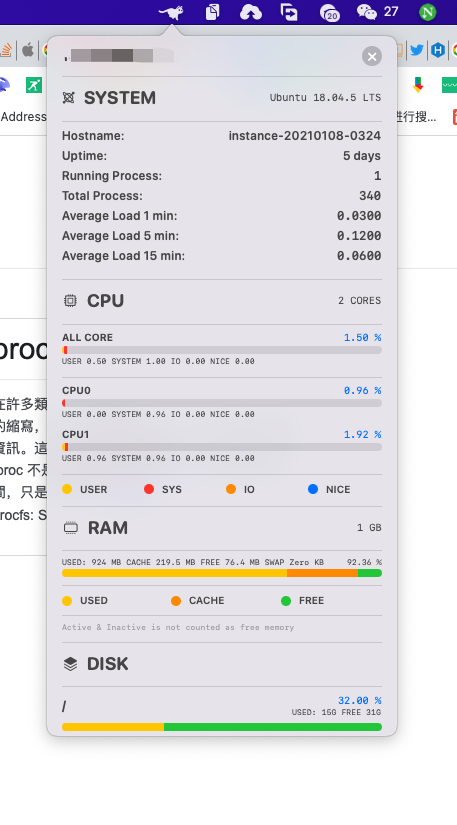 20
27
N
Address
进行搜...
SYSTEM
Ubuntu 18.04.5 LTS
Hostname: instance-20210108-0324
Uptime: 5 days
Running Process: 1
Total Process: 340
Average Load 1 min: 0.0300
Average Load 5 min: 0.1200
Average Load 15 min: 0.0600
CPU
2 CORES
ALL CORE 1.50 %
USER 0.50 SYSTEM 1.00 IO 0.00 NICE 0.00
CPU0 0.96 %
USER 0.00 SYSTEM 0.96 IO 0.00 NICE 0.00
CPU1 1.92 %
USER 0.96 SYSTEM 0.96 IO 0.00 NICE 0.00
USER SYS IO NICE
RAM
1 GB
USED: 924 MB CACHE 219.5 MB FREE 76.4 MB SWAP Zero KB 92.36 %
USED CACHE FREE
Active & Inactive is not counted as free memory
DISK
/ 32.00 %
USED: 15G FREE 31G
proc
在許多類
的縮寫，
資訊。這
proc 不是
間，只是
rocfs: S